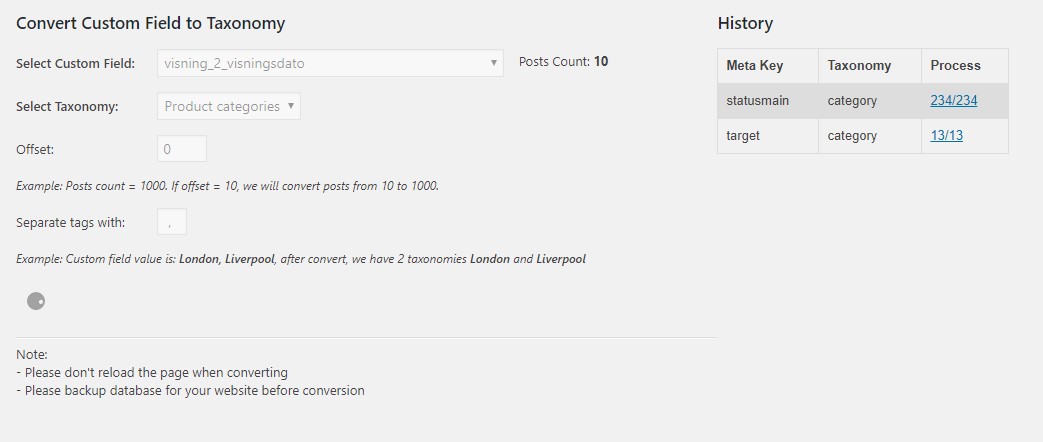 Convert Custom Field to Taxonomy
Select Custom Field: visning_2_visningsdato Posts Count: 10
Select Taxonomy: Product categories
Offset: 0
Example: Posts count = 1000. If offset = 10, we will convert posts from 10 to 1000.
Separate tags with: ,
Example: Custom field value is: London, Liverpool, after convert, we have 2 taxonomies London and Liverpool
Note:
- Please don't reload the page when converting
- Please backup database for your website before conversion
History
Meta Key Taxonomy Process
statusmain category 234/234
target category 13/13